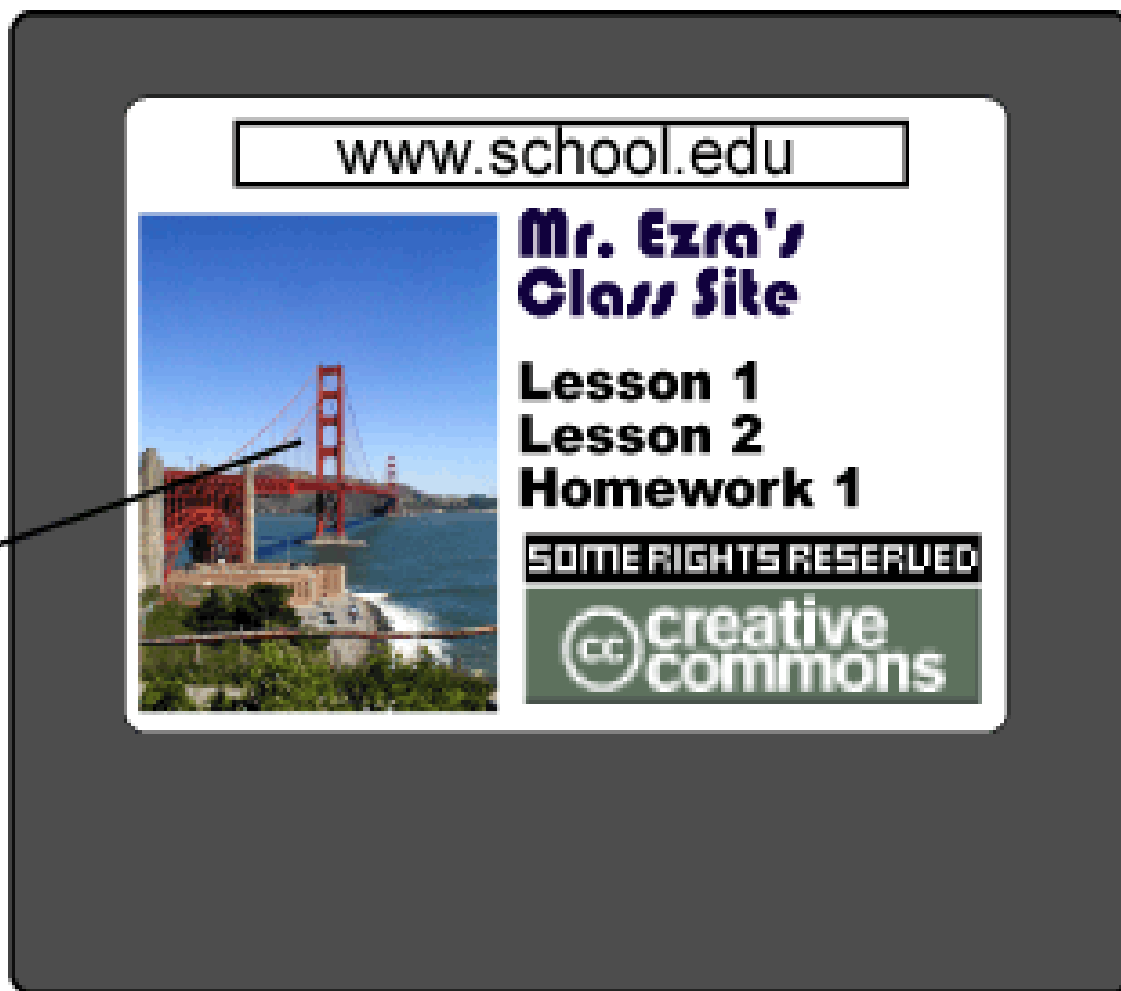 www.school.edu
Mr. Ezra's
Class Site
Lesson 1
Lesson 2
Homework 1
SOME RIGHTS RESERVED
cc creative
commons